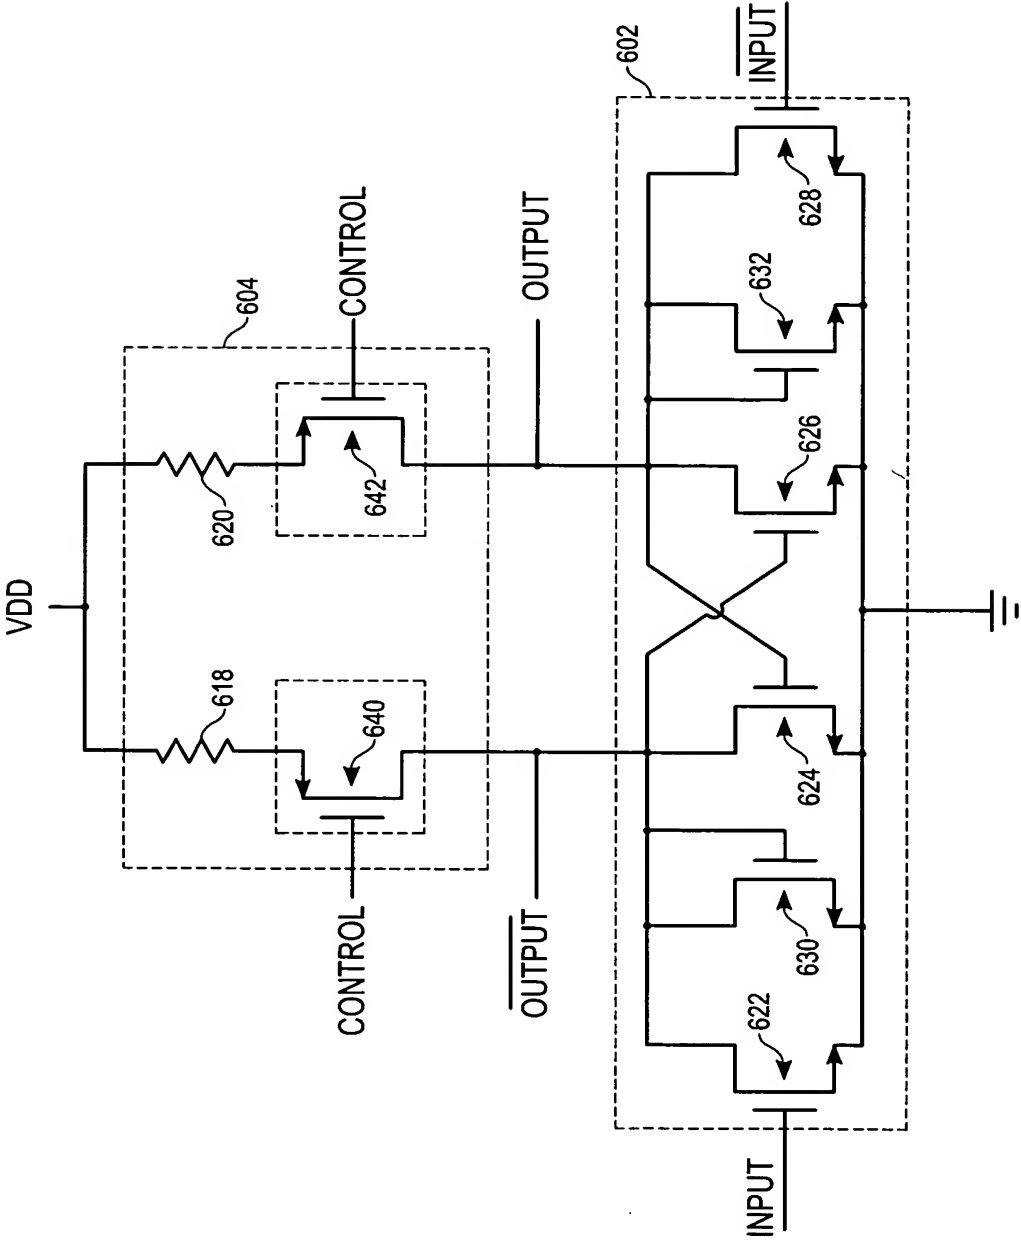 VDD
604
618
620
640
642
CONTROL
CONTROL
OUTPUT
OUTPUT
602
INPUT
622
630
624
626
632
628
INPUT